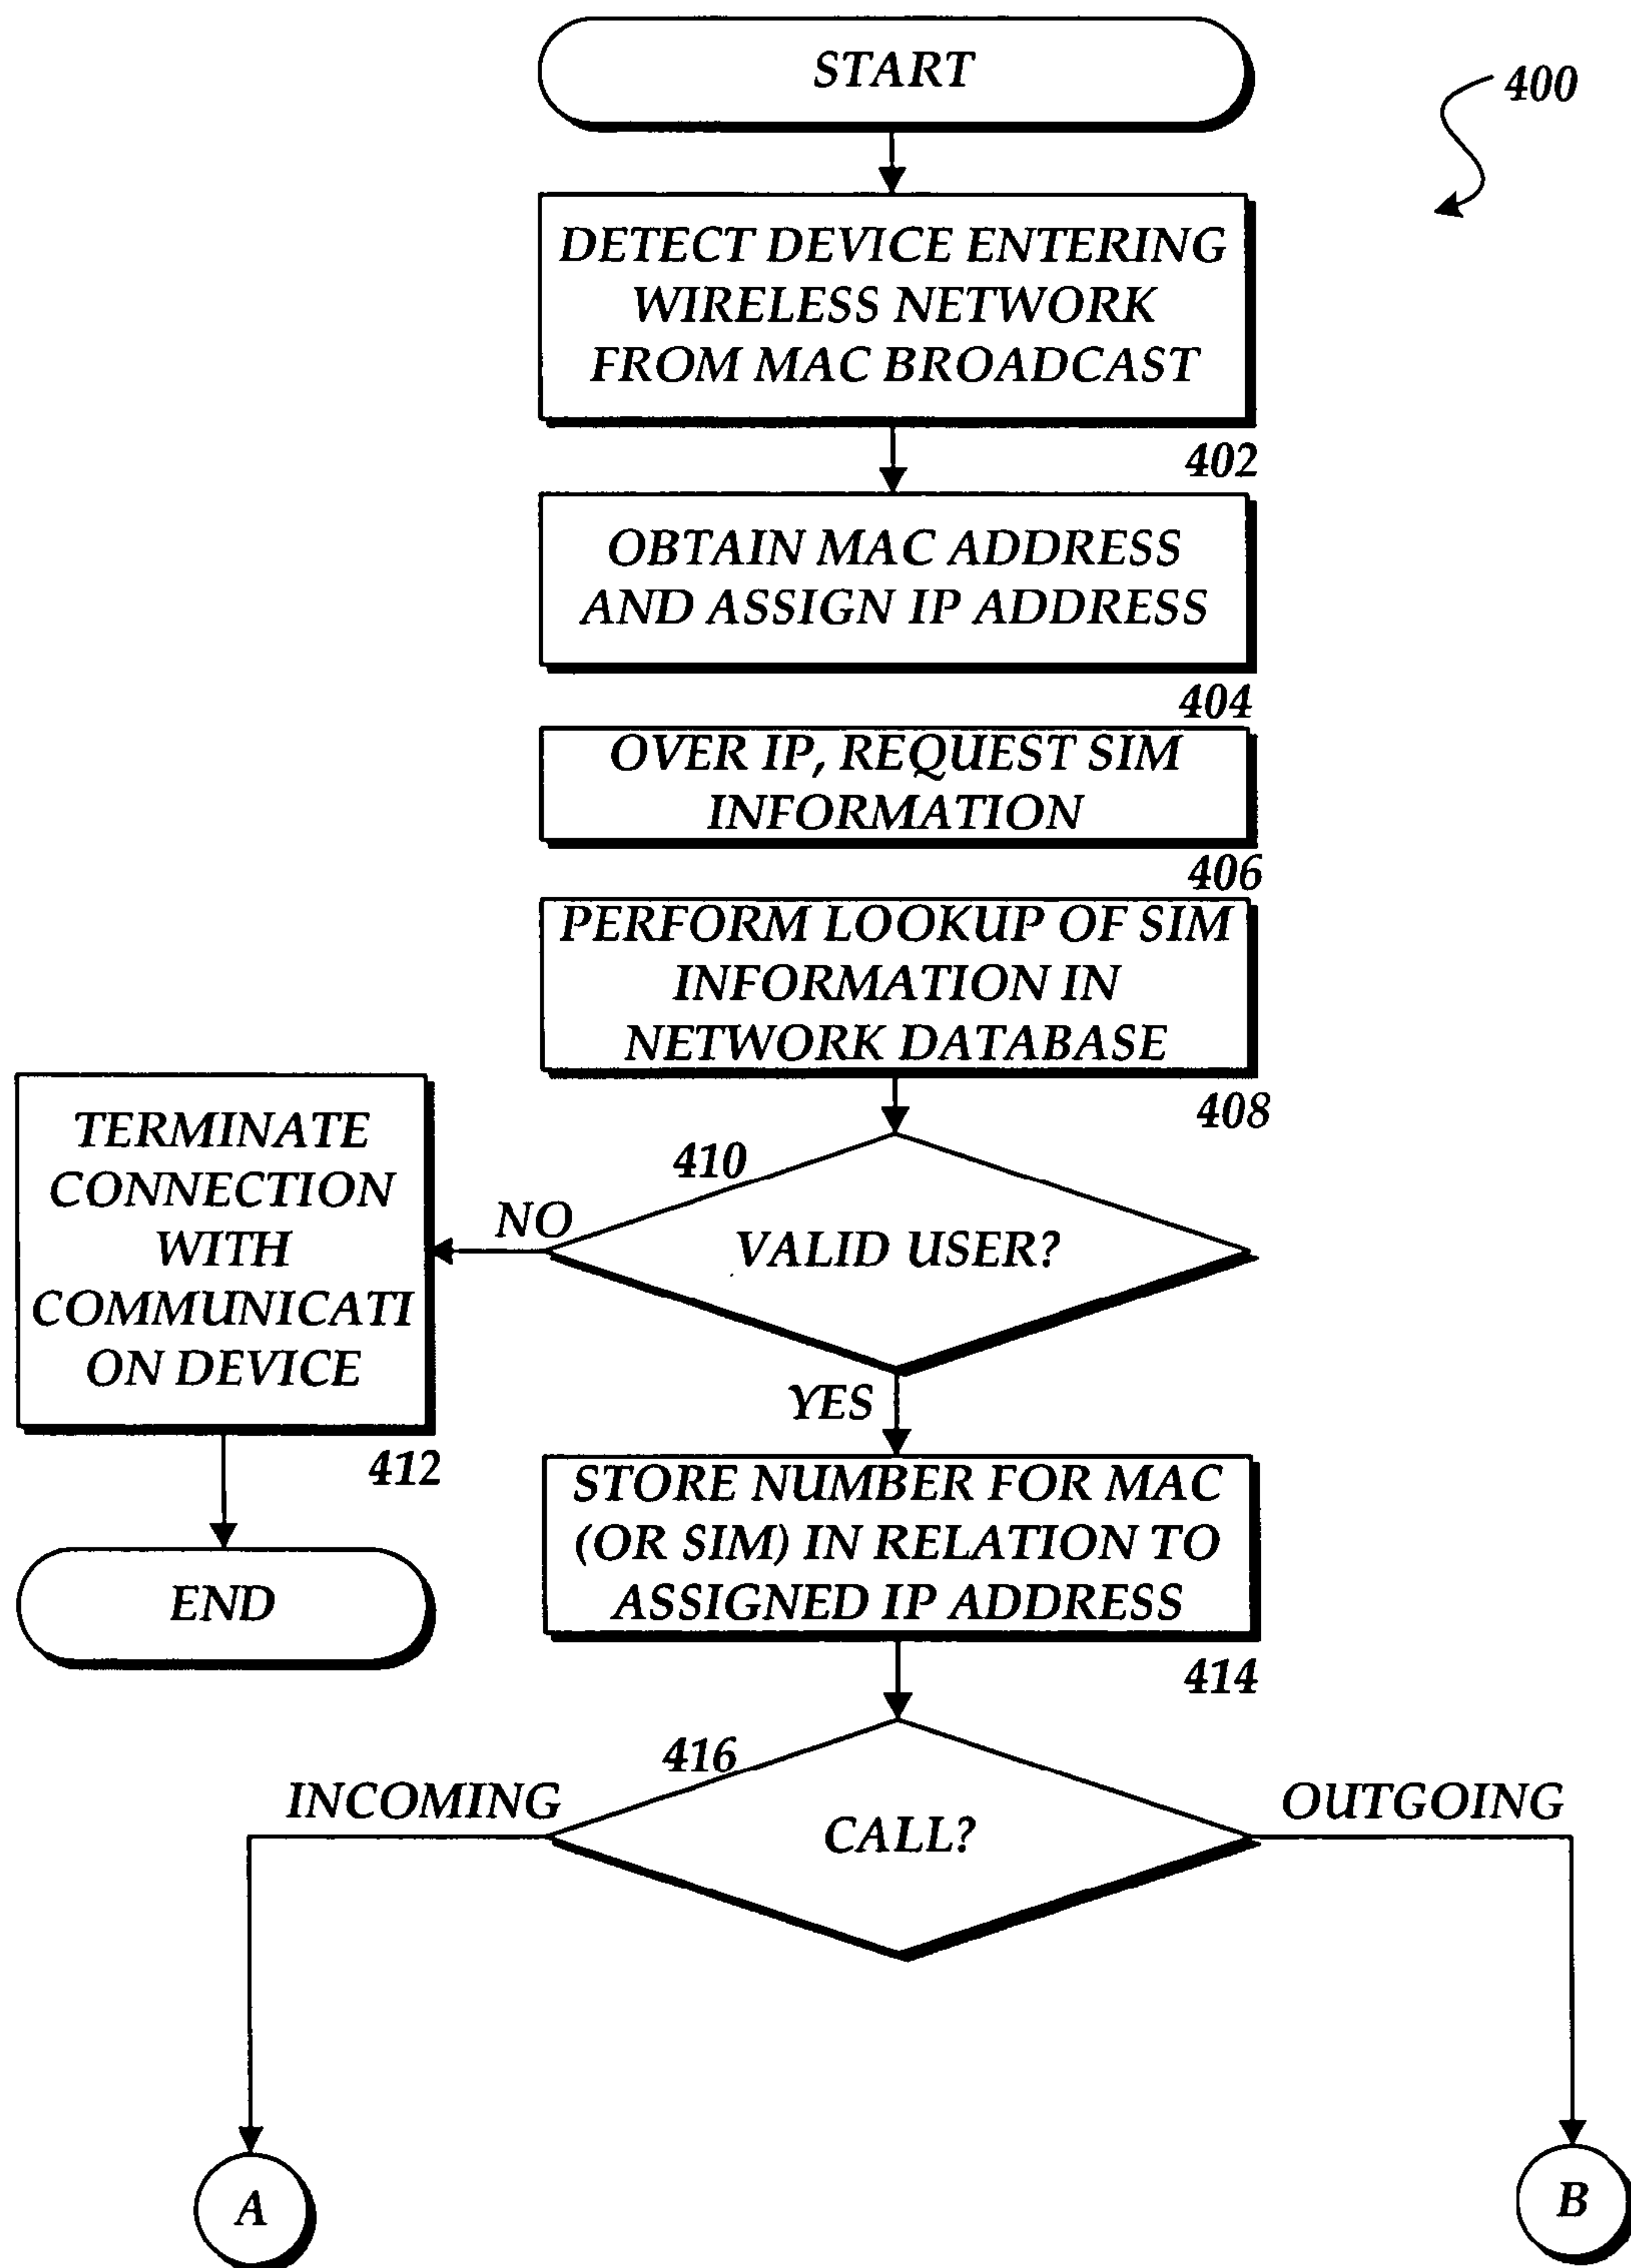 START
400
DETECT DEVICE ENTERING
WIRELESS NETWORK
FROM MAC BROADCAST
402
OBTAIN MAC ADDRESS
AND ASSIGN IP ADDRESS
404
OVER IP, REQUEST SIM
INFORMATION
406
PERFORM LOOKUP OF SIM
INFORMATION IN
NETWORK DATABASE
408
410
VALID USER?
NO
TERMINATE
CONNECTION
WITH
COMMUNICATI
ON DEVICE
412
END
YES
STORE NUMBER FOR MAC
(OR SIM) IN RELATION TO
ASSIGNED IP ADDRESS
414
416
CALL?
INCOMING
OUTGOING
A
B